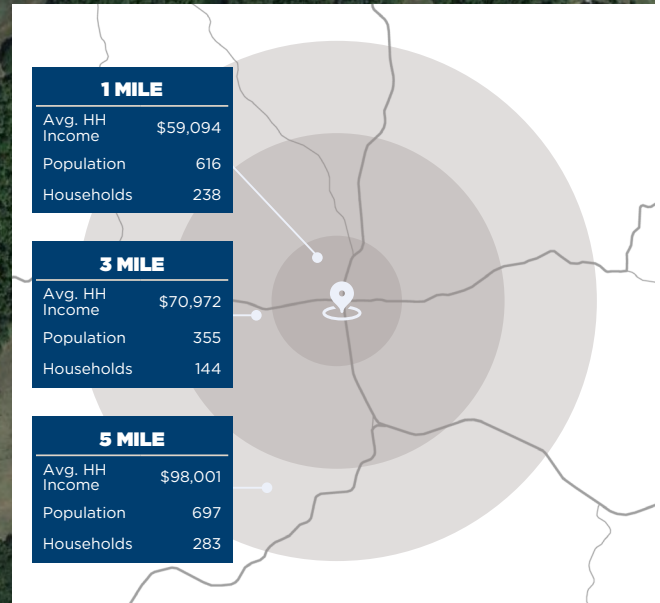 1 MILE
Avg. HH
Income $59,094
Population 616
Households 238
3 MILE
Avg. HH
Income $70,972
Population 355
Households 144
5 MILE
Avg. HH
Income $98,001
Population 697
Households 283